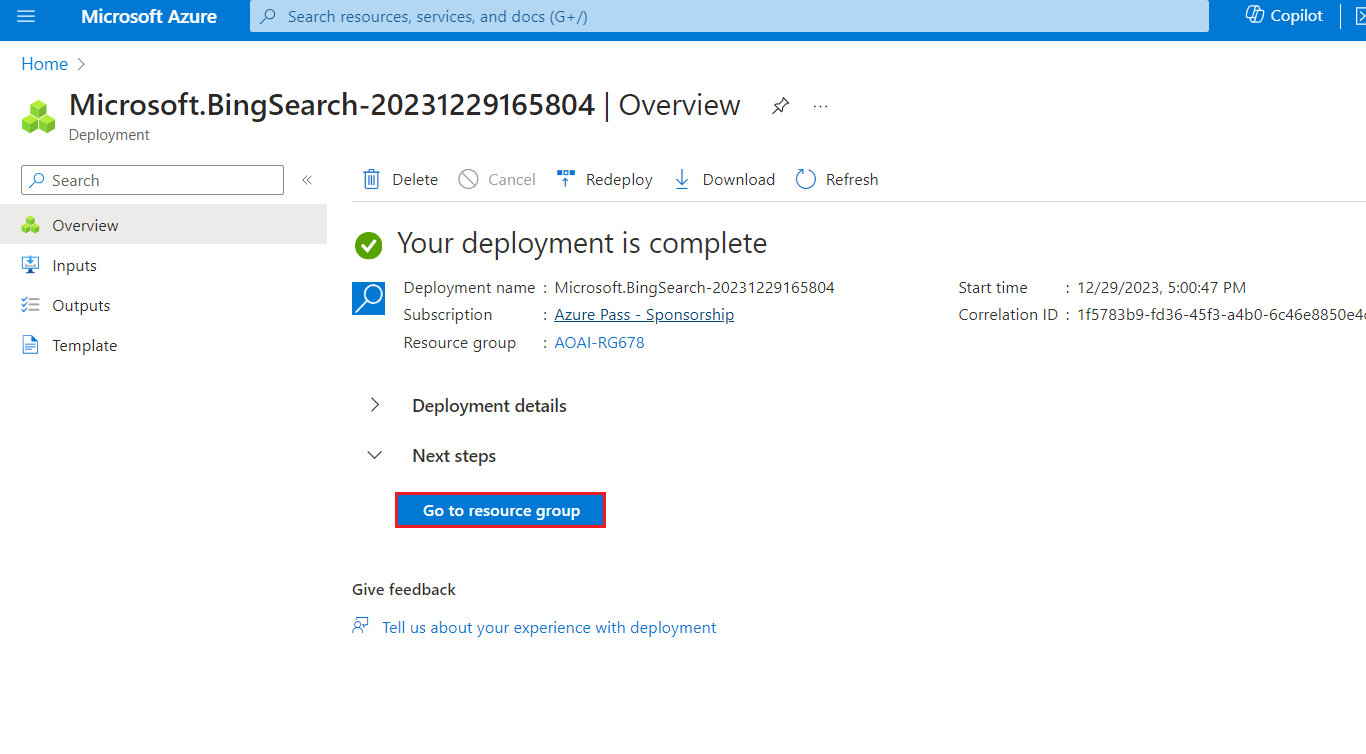 Microsoft Azure
Search resources, services, and docs (G+/)
Copilot
Home
Microsoft.BingSearch-20231229165804 | Overview
...
Deployment
Search
«
Delete
Cancel
Redeploy
Download
Refresh
Overview
Inputs
Outputs
Template
Your deployment is complete
Deployment name : Microsoft.BingSearch-20231229165804
Start time : 12/29/2023, 5:00:47 PM
Subscription : Azure Pass - Sponsorship
Correlation ID : 1f5783b9-fd36-45f3-a4b0-6c46e8850e4
Resource group : AOAI-RG678
Deployment details
Next steps
Go to resource group
Give feedback
Tell us about your experience with deployment